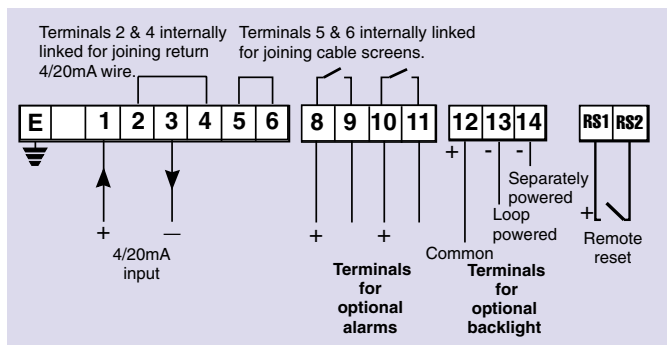 Terminals 2 & 4 internally
linked for joining return
4/20mA wire.
Terminals 5 & 6 internally linked
for joining cable screens.
E 1 2 3 4 5 6
8 9 10 11
12 13 14
RS1 RS2
+ —
4/20mA
input
+ +
Terminals
for
optional
alarms
+ - -
Separately
powered
Loop
powered
Common
Terminals
for
optional
backlight
+
Remote
reset